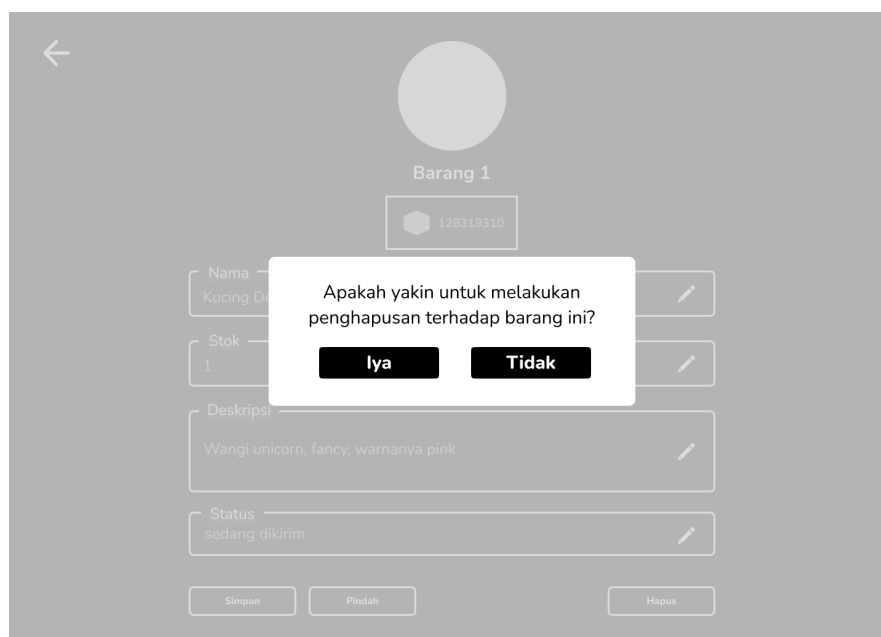 Barang 1
128319310
Nama
Kucing
Apakah yakin untuk melakukan
penghapusan terhadap barang ini?
Iya
Tidak
Stok
1
Deskripsi
Wangi unicorn, fancy, warnanya pink
Status
sedang dikirim
Simpan
Pindah
Hapus